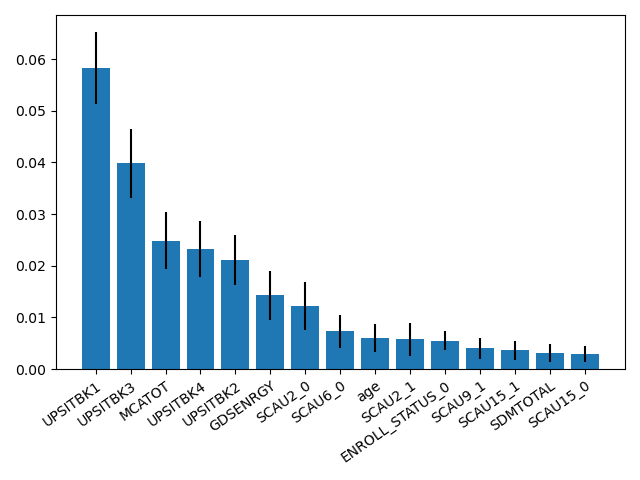 0.06
0.05
0.04
0.03
0.02
0.01
0.00
UPSITBK1
UPSITBK3
MCATOT
UPSITBK4
UPSITBK2
GDSENRGY
SCAU2_0
SCAU6_0
age
SCAU2_1
ENROLL_STATUS_0
SCAU9_1
SCAU15_1
SDMTOTAL
SCAU15_0